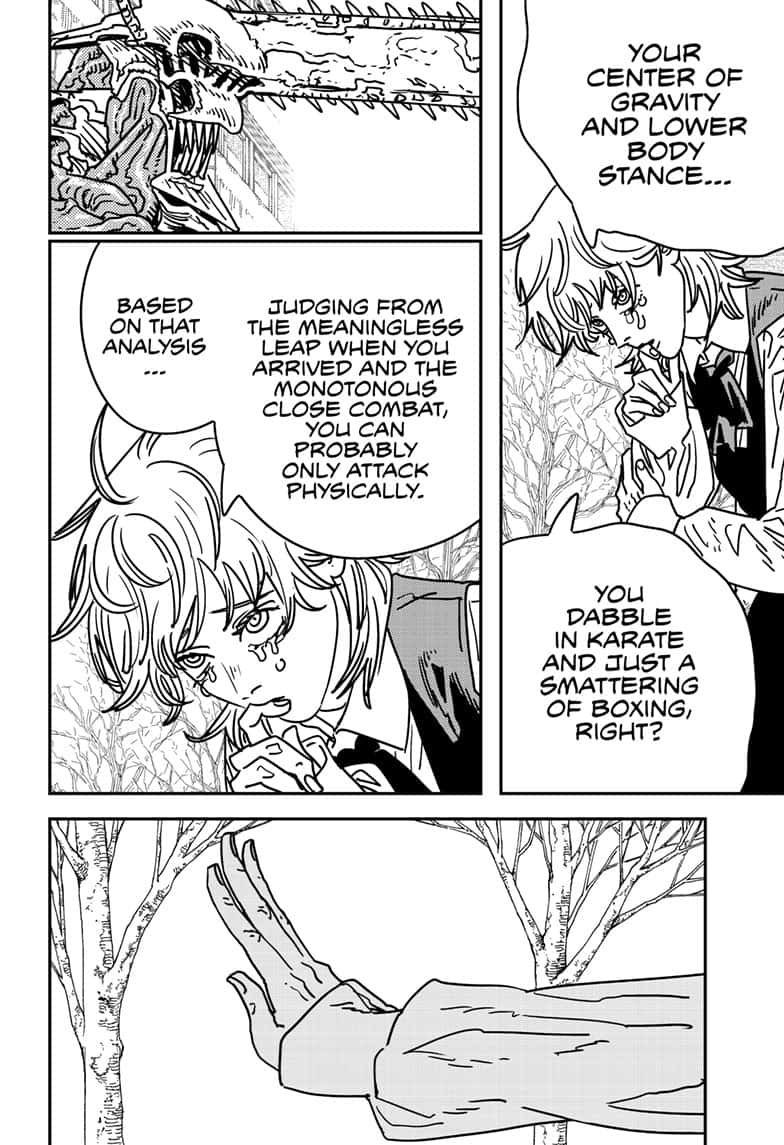 YOUR
CENTER OF
GRAVITY
AND LOWER
BODY
STANCE...
YOU
DABBLE
IN KARATE
AND JUST A
SMATTERING
OF BOXING,
RIGHT?
JUDGING FROM
THE MEANINGLESS
LEAP WHEN YOU
ARRIVED AND THE
MONOTONOUS
CLOSE COMBAT,
YOU CAN
PROBABLY
ONLY ATTACK
PHYSICALLY.
BASED
ON THAT
ANALYSIS
...